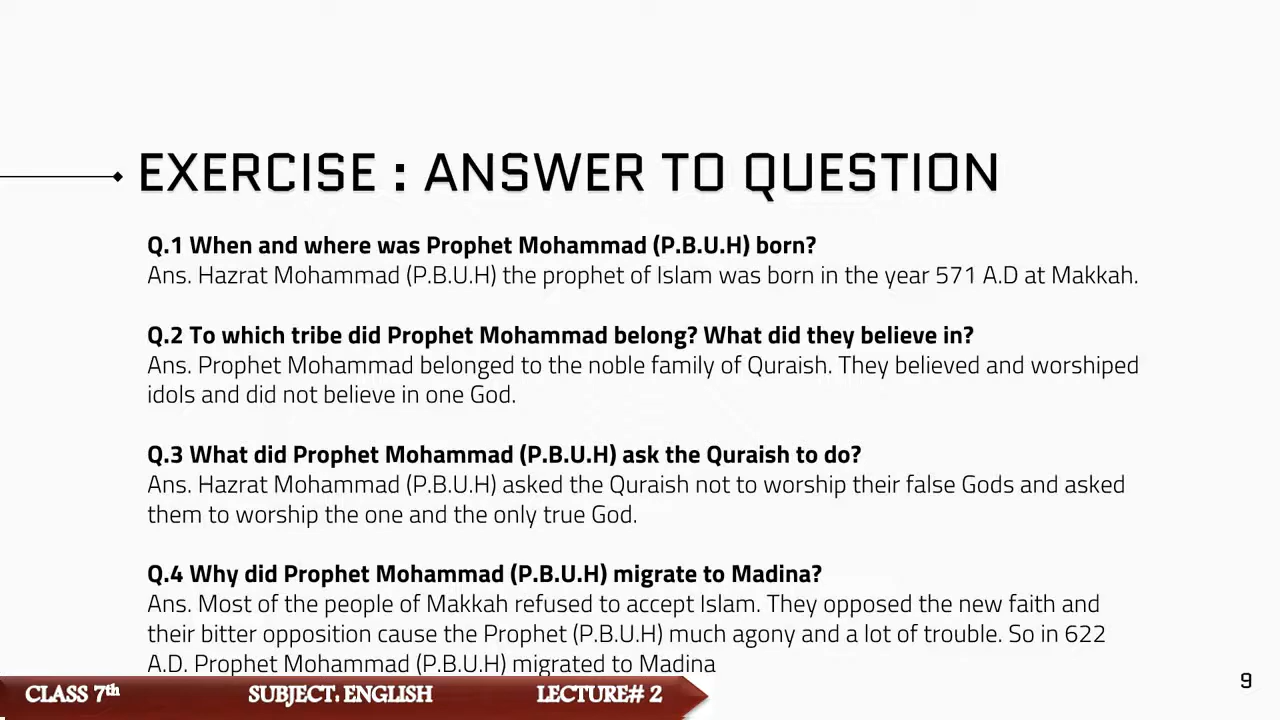 EXERCISE : ANSWER TO QUESTION
Q.1 When and where was Prophet Mohammad (P.B.U.H) born?
Ans. Hazrat Mohammad (P.B.U.H) the prophet of Islam was born in the year 571 A.D at Makkah.
Q.2 To which tribe did Prophet Mohammad belong? What did they believe in?
Ans. Prophet Mohammad belonged to the noble family of Quraish. They believed and worshiped
idols and did not believe in one God.
Q.3 What did Prophet Mohammad (P.B.U.H) ask the Quraish to do?
Ans. Hazrat Mohammad (P.B.U.H) asked the Quraish not to worship their false Gods and asked
them to worship the one and the only true God.
Q.4 Why did Prophet Mohammad (P.B.U.H) migrate to Madina?
Ans. Most of the people of Makkah refused to accept Islam. They opposed the new faith and
their bitter opposition cause the Prophet (P.B.U.H) much agony and a lot of trouble. So in 622
A.D. Prophet Mohammad (P.B.U.H) migrated to Madina
CLASS 7th SUBJECT. ENGLISH LECTURE# 2
9